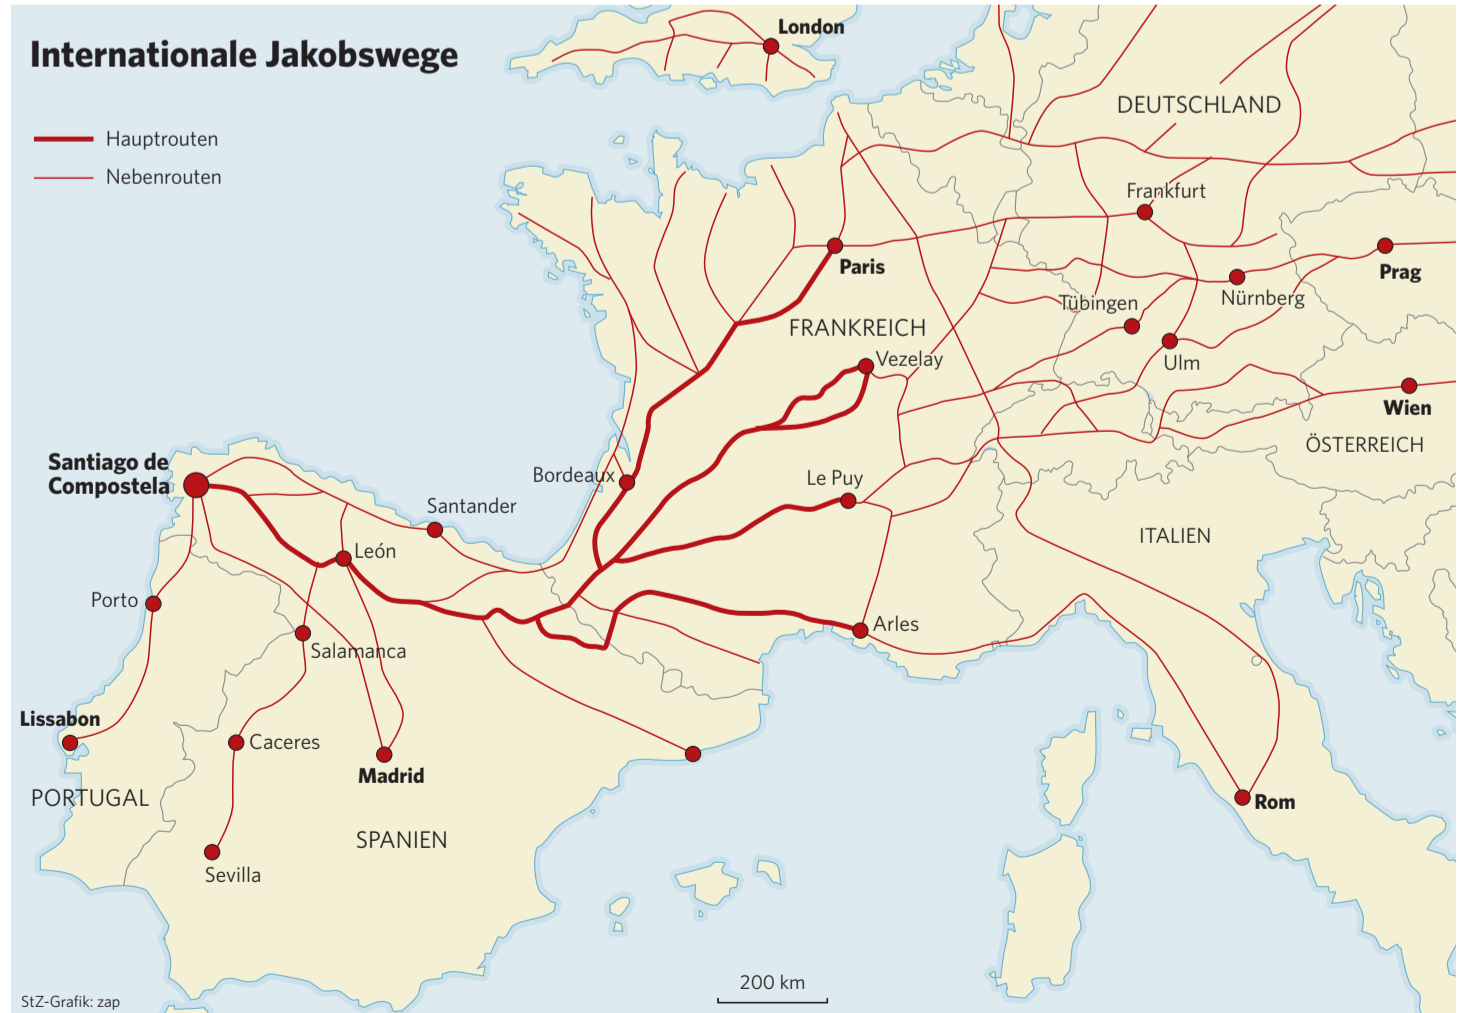 Internationale Jakobswege
Hauptrouten
Nebenrouten
London
DEUTSCHLAND
Frankfurt
Paris
Prag
Nürnberg
Tübingen
FRANKREICH
Vezelay
Ulm
Wien
ÖSTERREICH
Santiago de
Compostela
Bordeaux
Le Puy
Santander
ITALIEN
León
Porto
Arles
Salamanca
Lissabon
Caceres
Madrid
PORTUGAL
Rom
SPANIEN
Sevilla
200 km
StZ-Grafik: zap